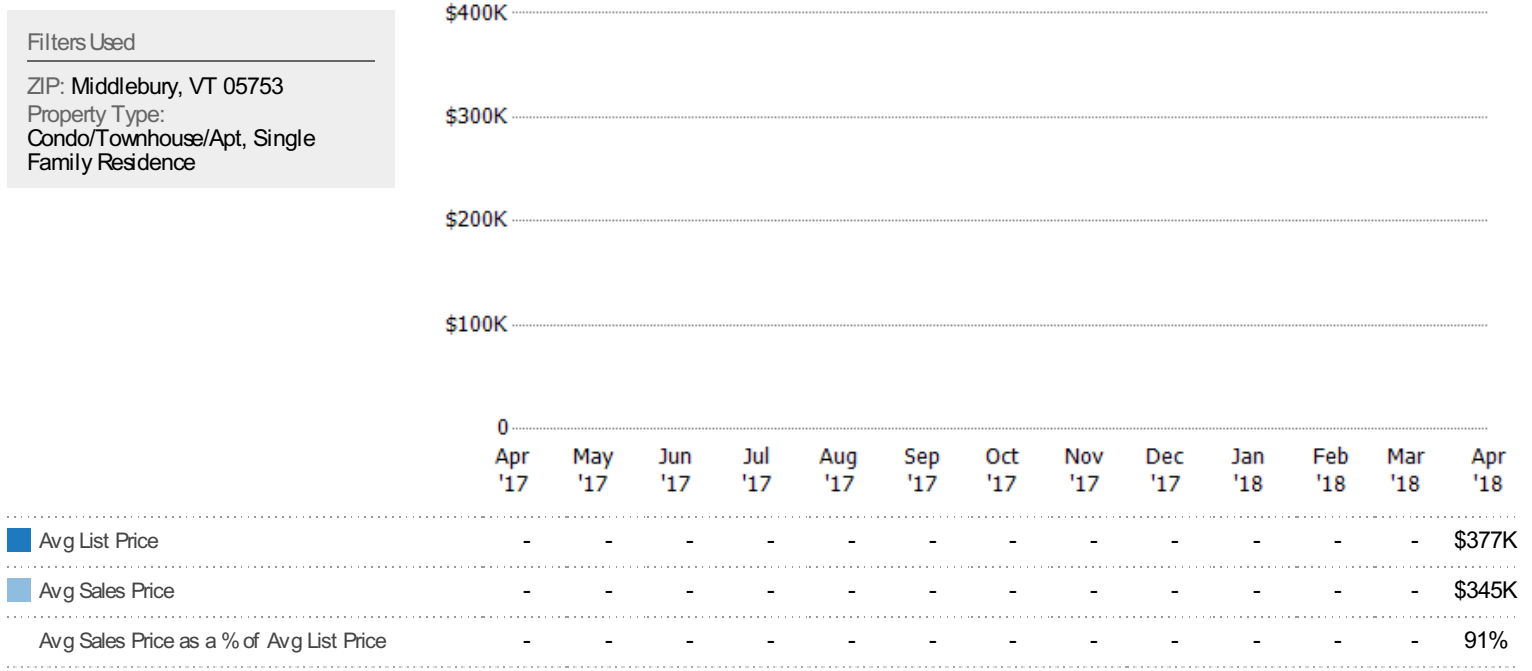 Filters Used
ZIP: Middlebury, VT 05753
Property Type:
Condo/Townhouse/Apt, Single
Family Residence
$400K
$300K
$200K
$100K
0
Apr May Jun Jul Aug Sep Oct Nov Dec Jan Feb Mar Apr
'17 '17 '17 '17 '17 '17 '17 '17 '17 '18 '18 '18 '18
Avg List Price - - - - - - - - - - - - $377K
Avg Sales Price - - - - - - - - - - - - $345K
Avg Sales Price as a % of Avg List Price - - - - - - - - - - - - 91%